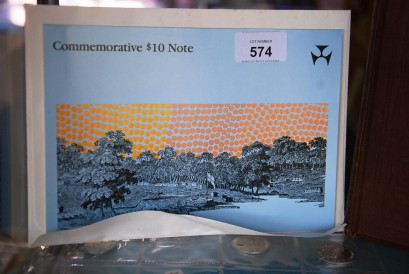 Commemorative $10 Note
LOT NUMBER
574